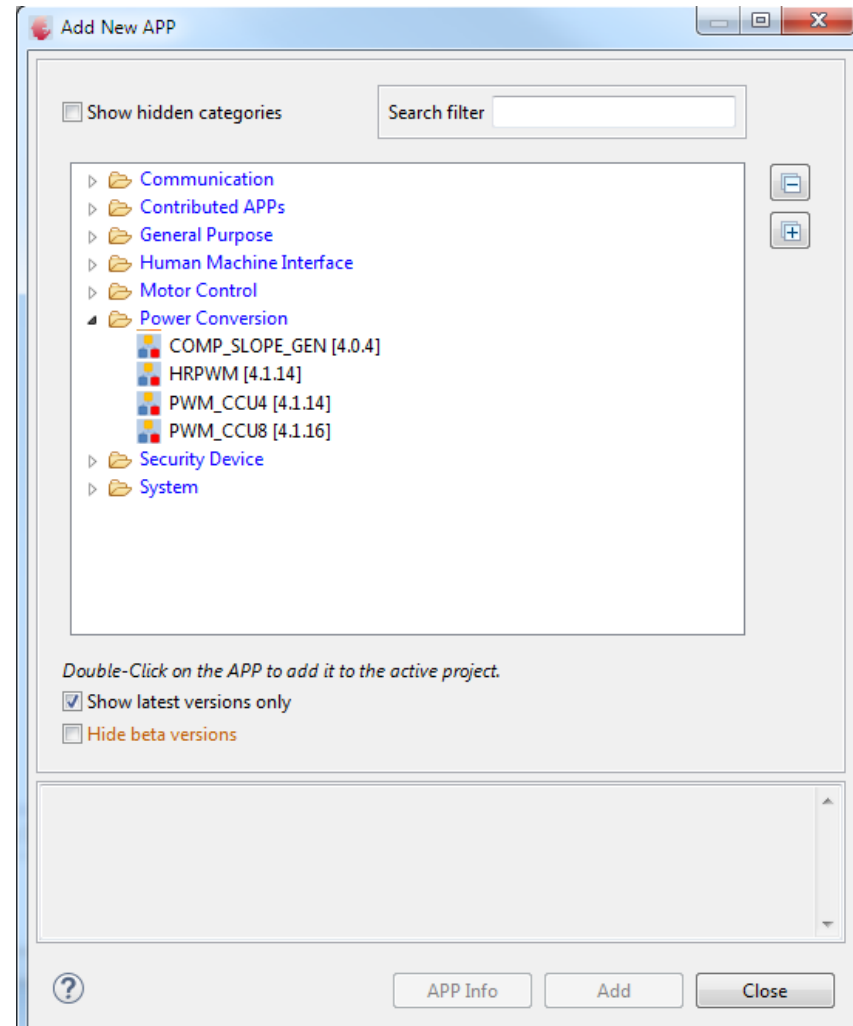 Add New APP
Show hidden categories
Search filter
Communication
Contributed APPs
General Purpose
Human Machine Interface
Motor Control
Power Conversion
COMP_SLOPE_GEN [4.0.4]
HRPWM [4.1.14]
PWM_CCU4 [4.1.14]
PWM_CCU8 [4.1.16]
Security Device
System
Double-Click on the APP to add it to the active project.
Show latest versions only
Hide beta versions
APP Info
Add
Close